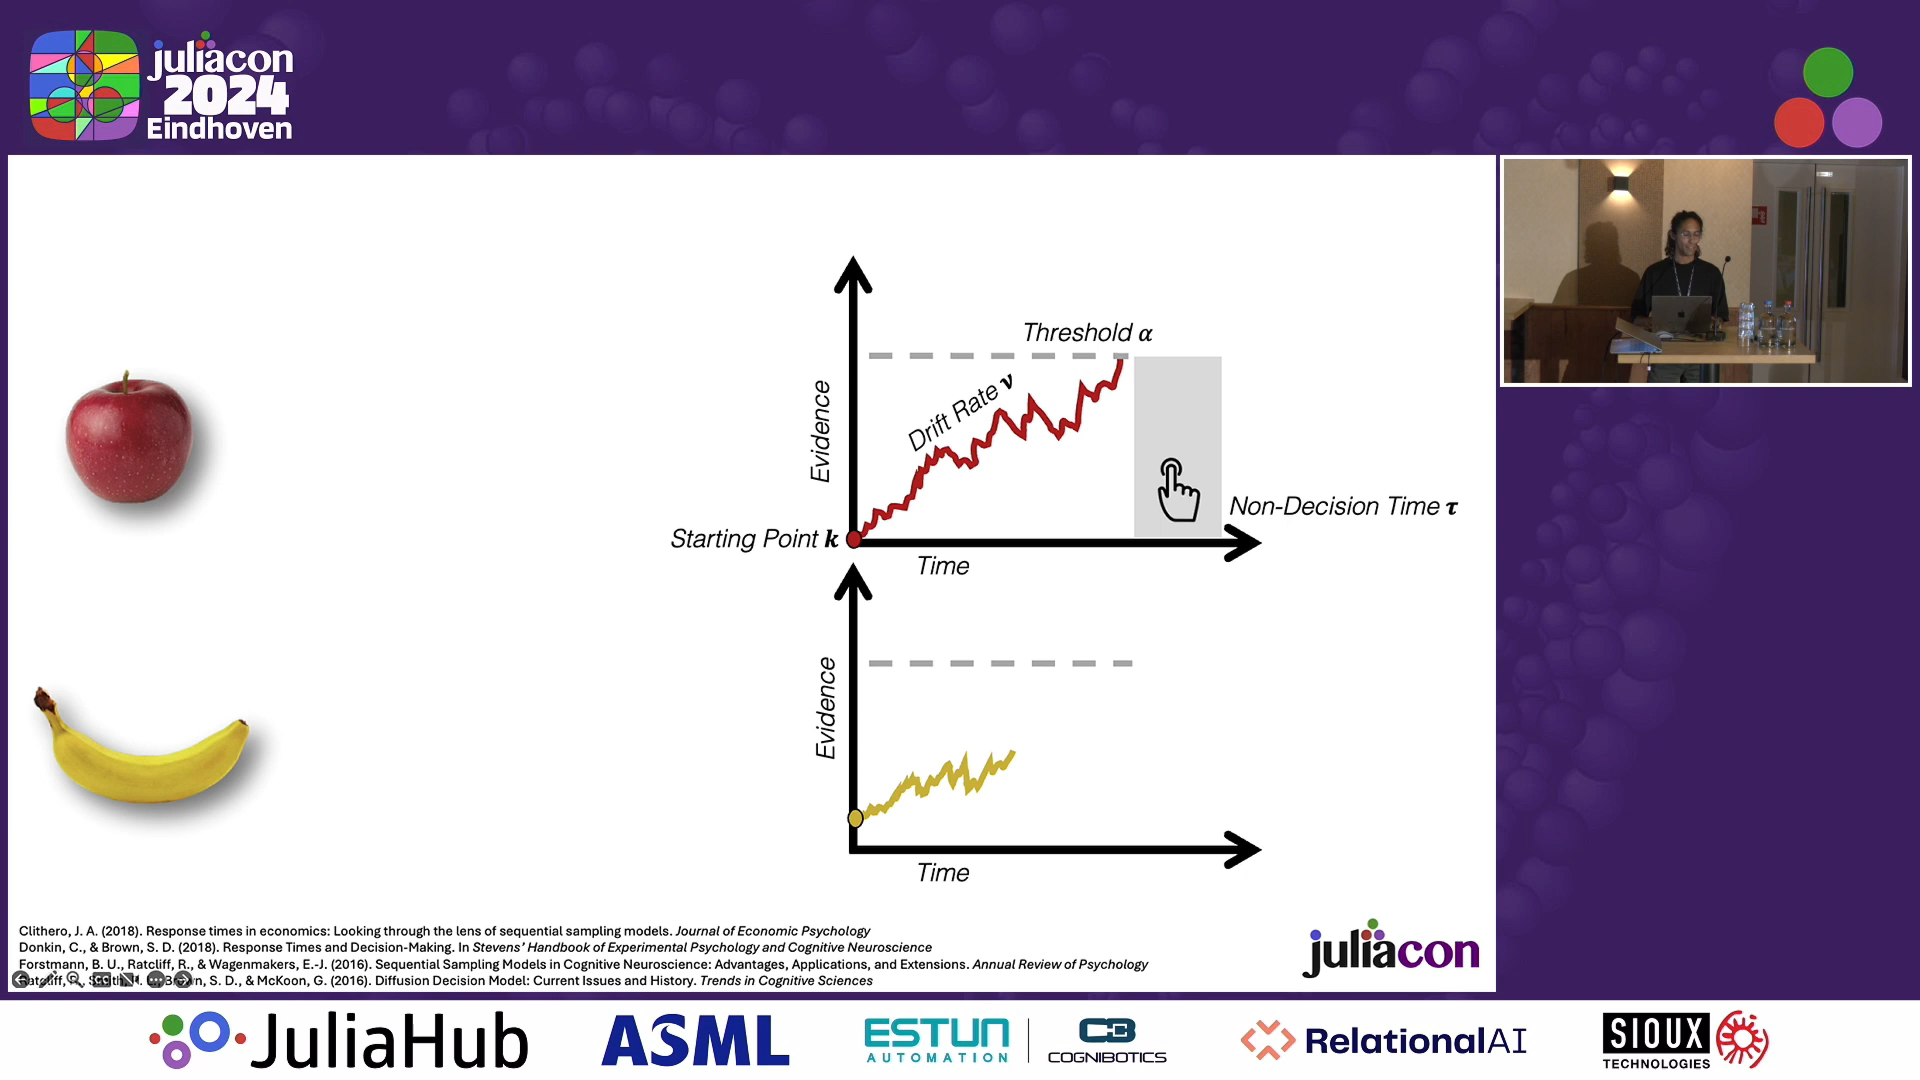 juliacon
2024
Eindhoven
Threshold α
Drift Rate ν
Evidence
Non-Decision Time τ
Starting Point k
Time
Evidence
Time
Clithero, J. A. (2018). Response times in economics: Looking through the lens of sequential sampling models. Journal of Economic Psychology
Donkin, C., & Brown, S. D. (2018). Response Times and Decision-Making. In Stevens' Handbook of Experimental Psychology and Cognitive Neuroscience
Forstmann, B. U., Ratcliff, R., & Wagenmakers, E.-J. (2016). Sequential Sampling Models in Cognitive Neuroscience: Advantages, Applications, and Extensions. Annual Review of Psychology
Ratcliff, R., Smith, P. L., Brown, S. D., & McKoon, G. (2016). Diffusion Decision Model: Current Issues and History. Trends in Cognitive Sciences
juliacon
JuliaHub
ASML
ESTUN
AUTOMATION
COGNIBOTICS
RelationalAI
SIOUX
TECHNOLOGIES